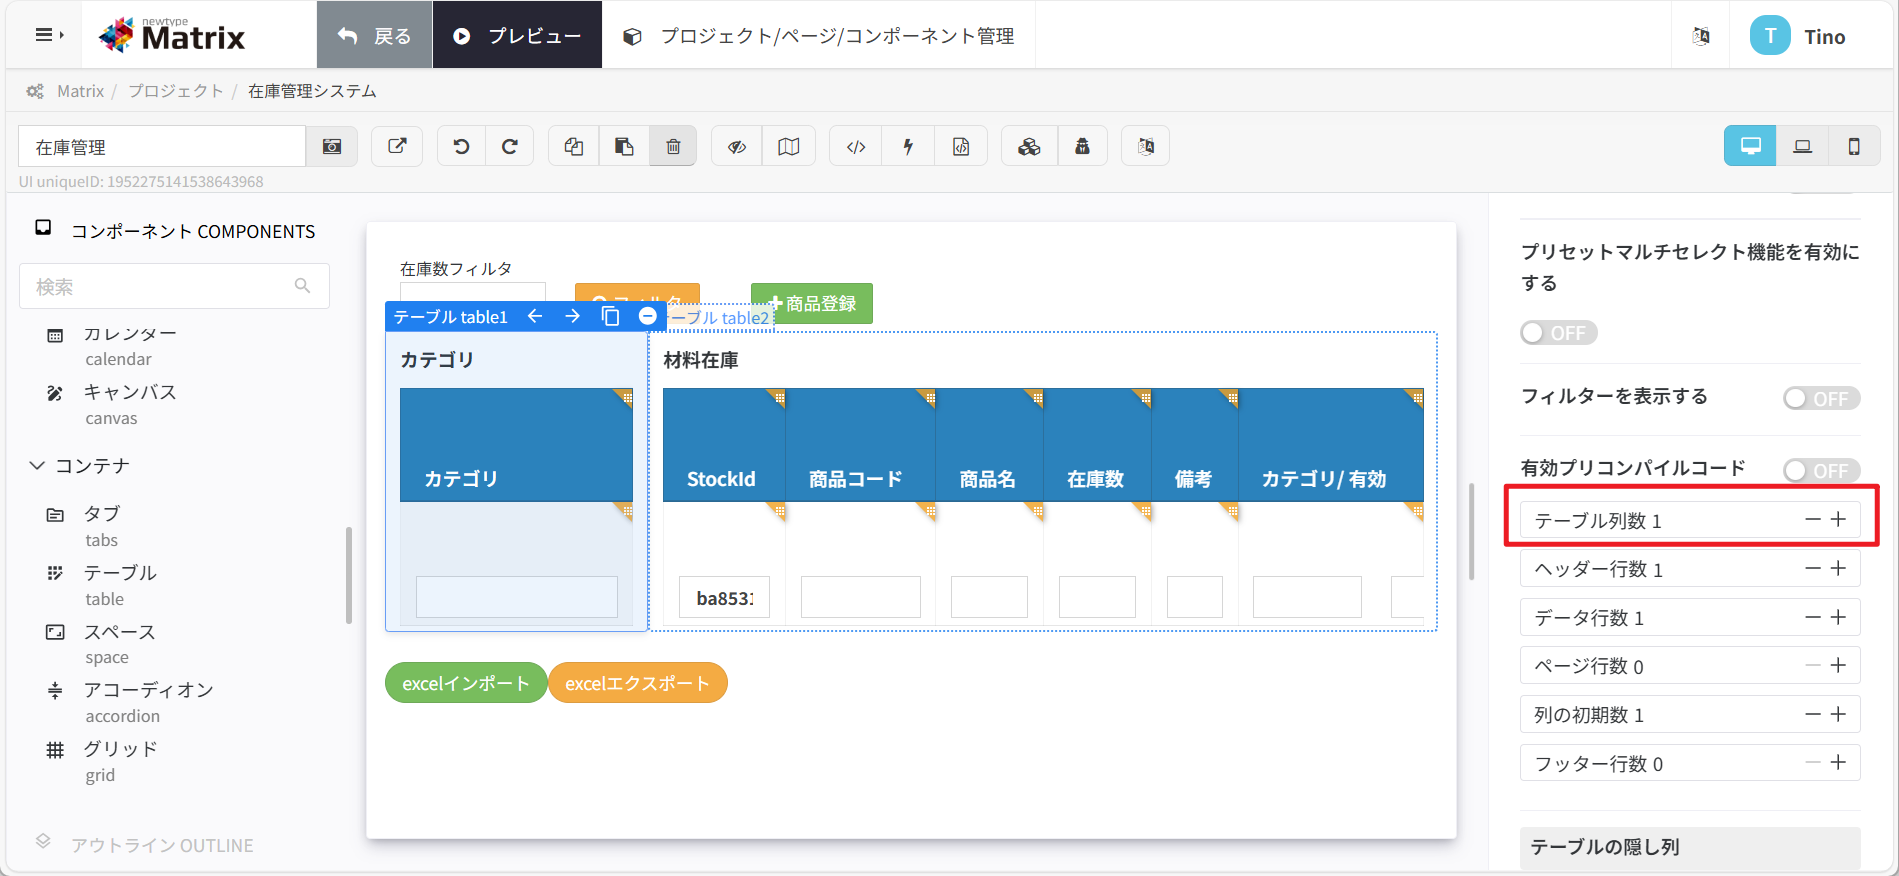 newtype
Matrix
戻る
プレビュー
プロジェクト/ページ/コンポーネント管理
T
Tino
Matrix / プロジェクト / 在庫管理システム
在庫管理
UI uniqueID: 1952275141538643968
コンポーネント COMPONENTS
検索
カレンダー
calendar
キャンバス
canvas
コンテナ
タブ
tabs
テーブル
table
スペース
space
アコーディオン
accordion
グリッド
grid
アウトライン OUTLINE
在庫数フィルタ
フィルタ
商品登録
テーブル table1
ーブル table2
カテゴリ
カテゴリ
材料在庫
StockId 商品コード 商品名 在庫数 備考 カテゴリ/ 有効
ba8531
excelインポート
excelエクスポート
プリセットマルチセレクト機能を有効に
する
OFF
フィルターを表示する
OFF
有効プリコンパイルコード
OFF
テーブル列数 1
ヘッダー行数 1
データ行数 1
ページ行数 0
列の初期数 1
フッター行数 0
テーブルの隠し列